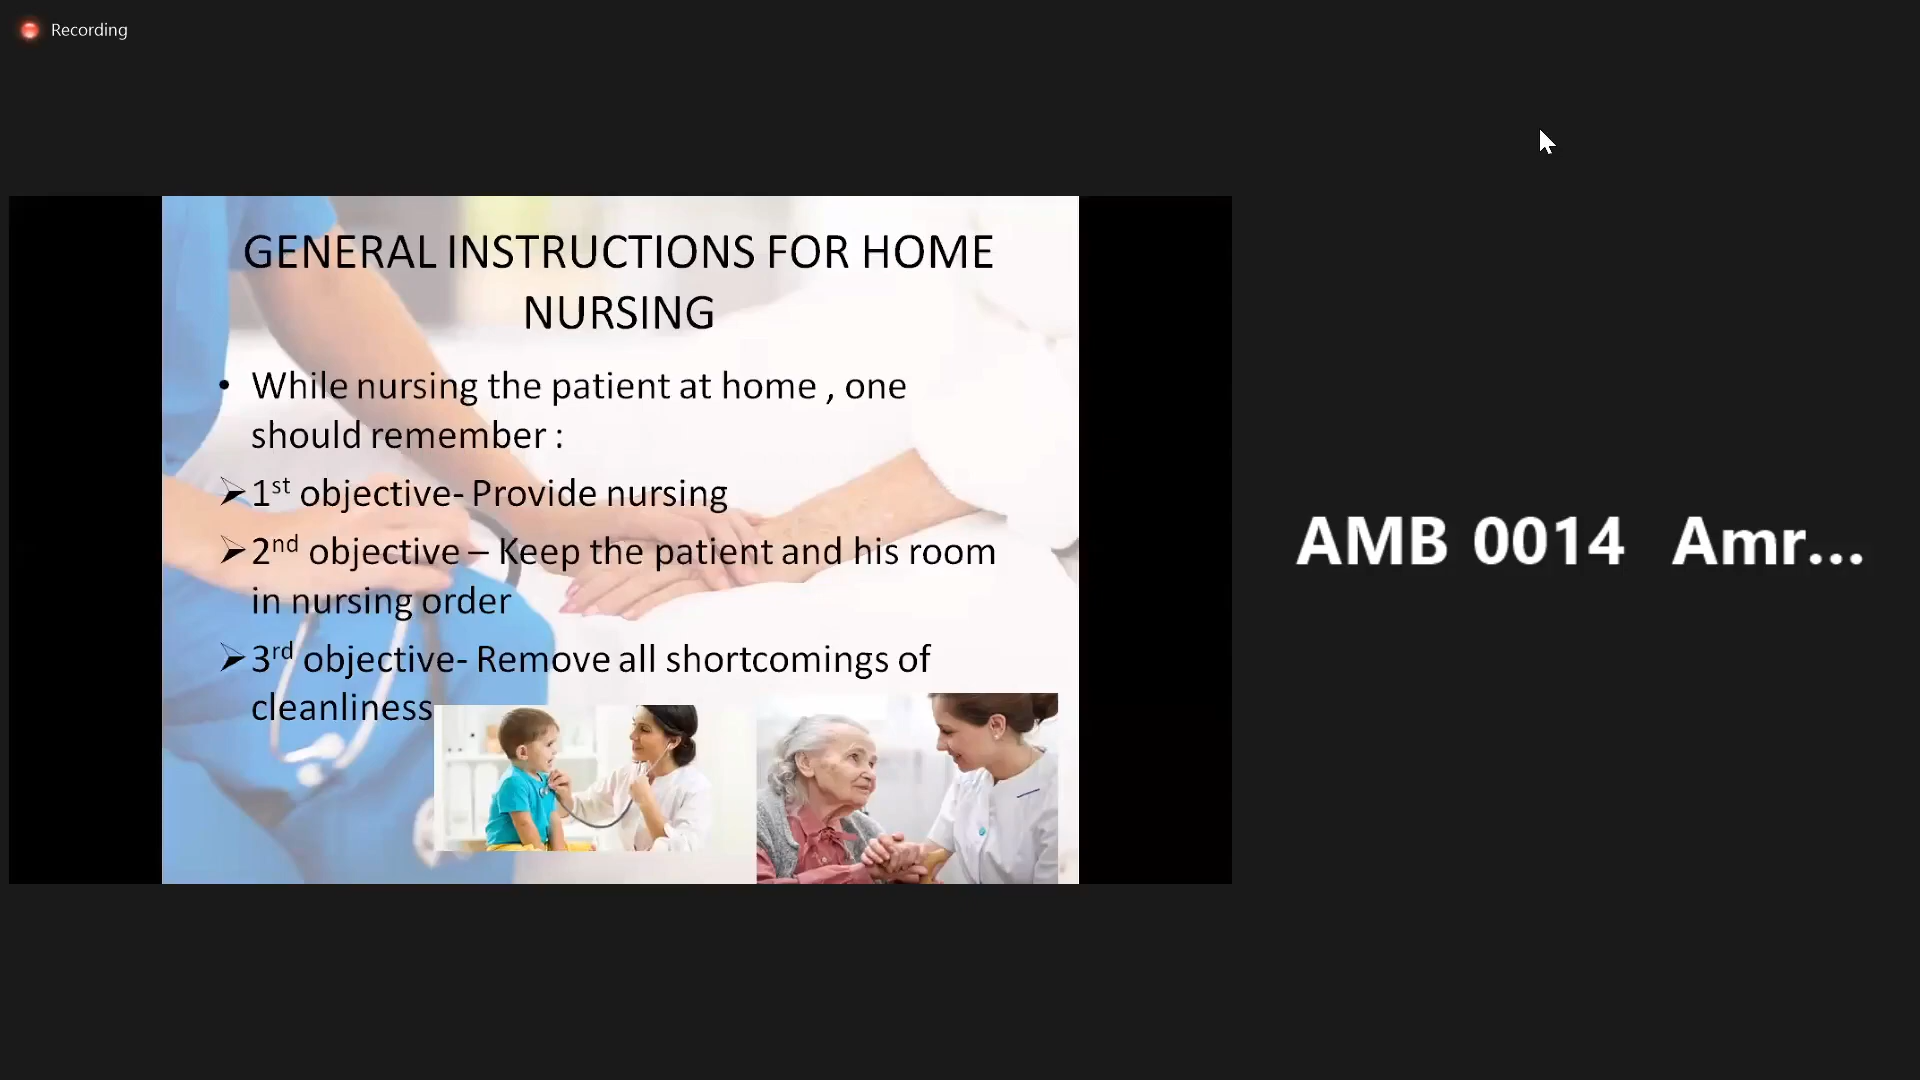 Recording
GENERAL INSTRUCTIONS FOR HOME
NURSING
• While nursing the patient at home , one
should remember :
➢1st objective- Provide nursing
➢2nd objective – Keep the patient and his room
in nursing order
➢3rd objective- Remove all shortcomings of
cleanliness
AMB 0014 Amr...